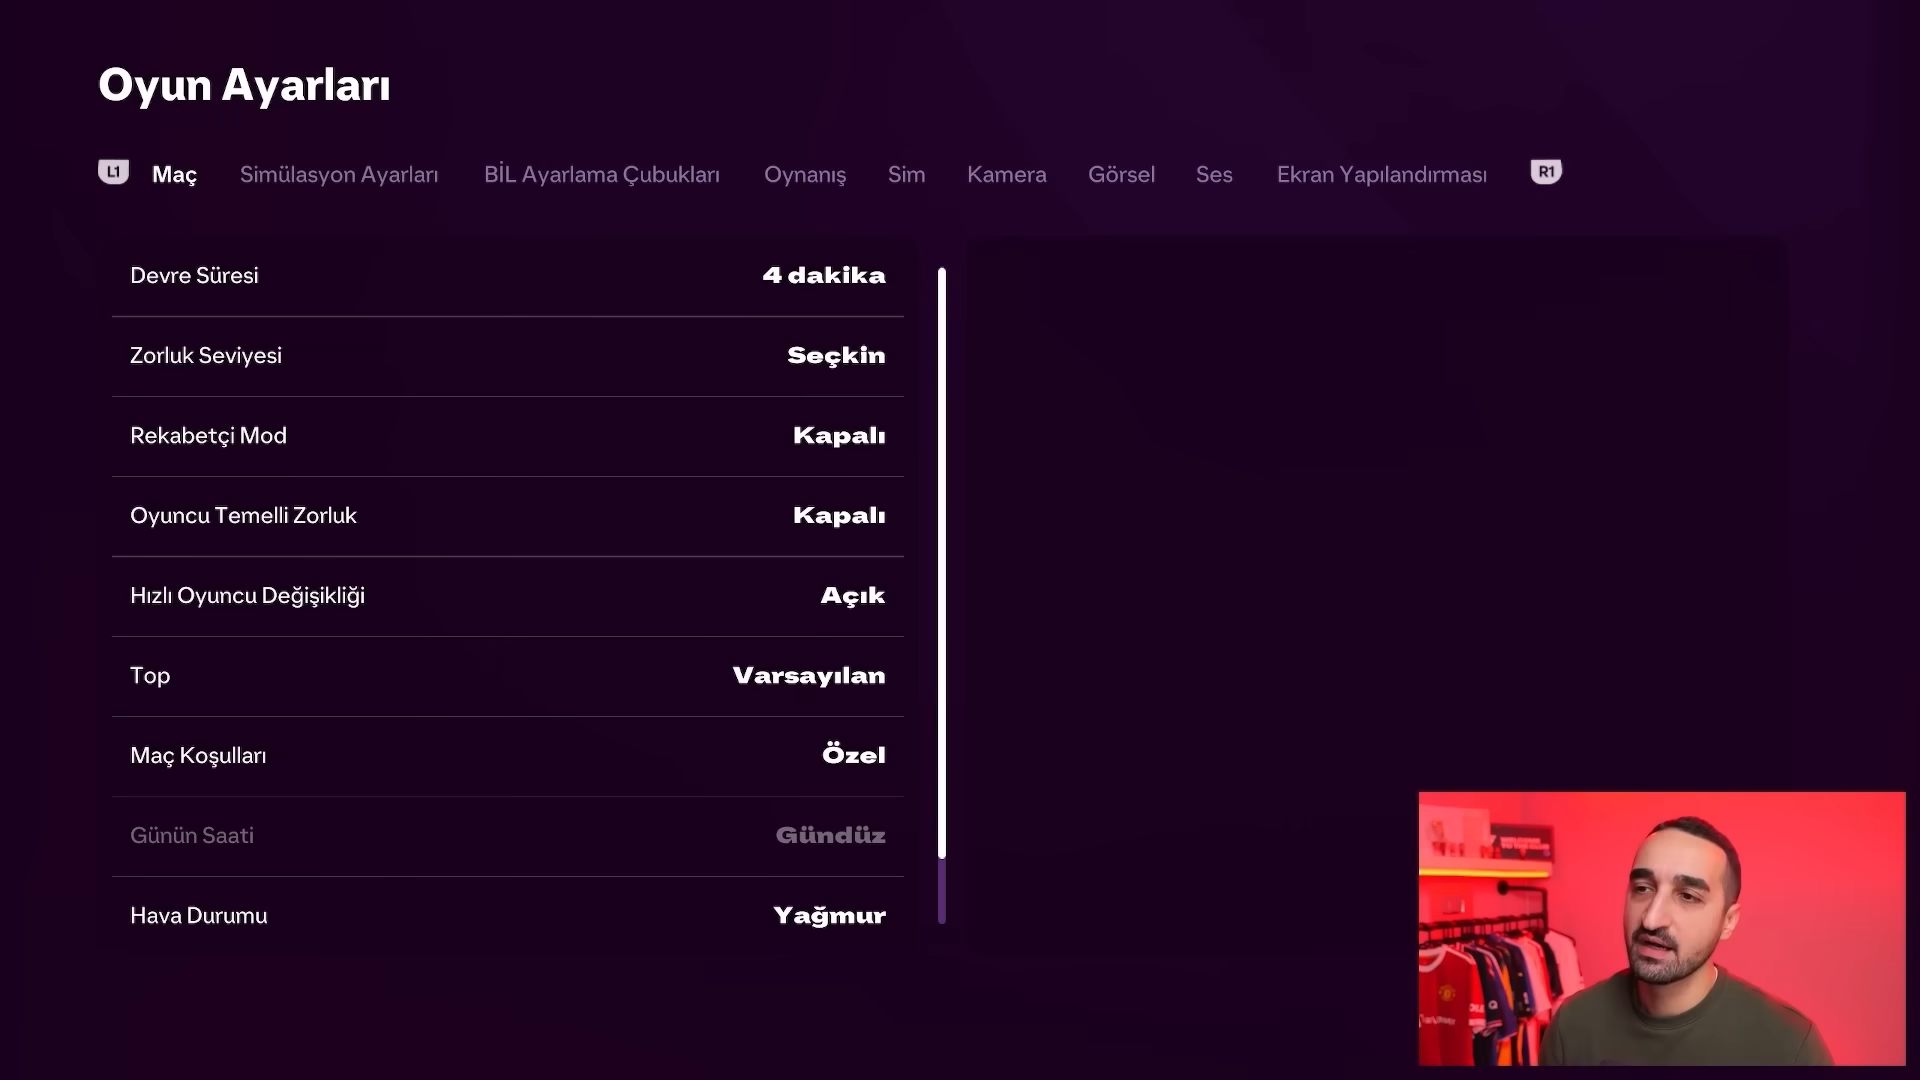 Oyun Ayarları
L1 Maç Simülasyon Ayarları BİL Ayarlama Çubukları Oynanış Sim Kamera Görsel Ses Ekran Yapılandırması R1
Devre Süresi 4 dakika
Zorluk Seviyesi Seçkin
Rekabetçi Mod Kapalı
Oyuncu Temelli Zorluk Kapalı
Hızlı Oyuncu Değişikliği Açık
Top Varsayılan
Maç Koşulları Özel
Günün Saati Gündüz
Hava Durumu Yağmur